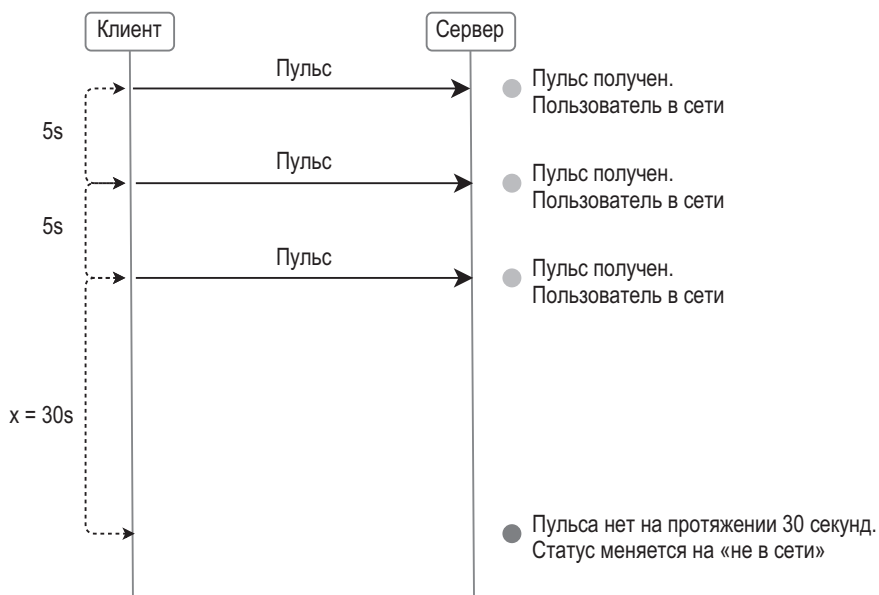 Клиент
Сервер
Пульс
Пульс получен.
Пользователь в сети
5s
Пульс
Пульс получен.
Пользователь в сети
5s
Пульс
Пульс получен.
Пользователь в сети
x = 30s
Пульса нет на протяжении 30 секунд.
Статус меняется на «не в сети»